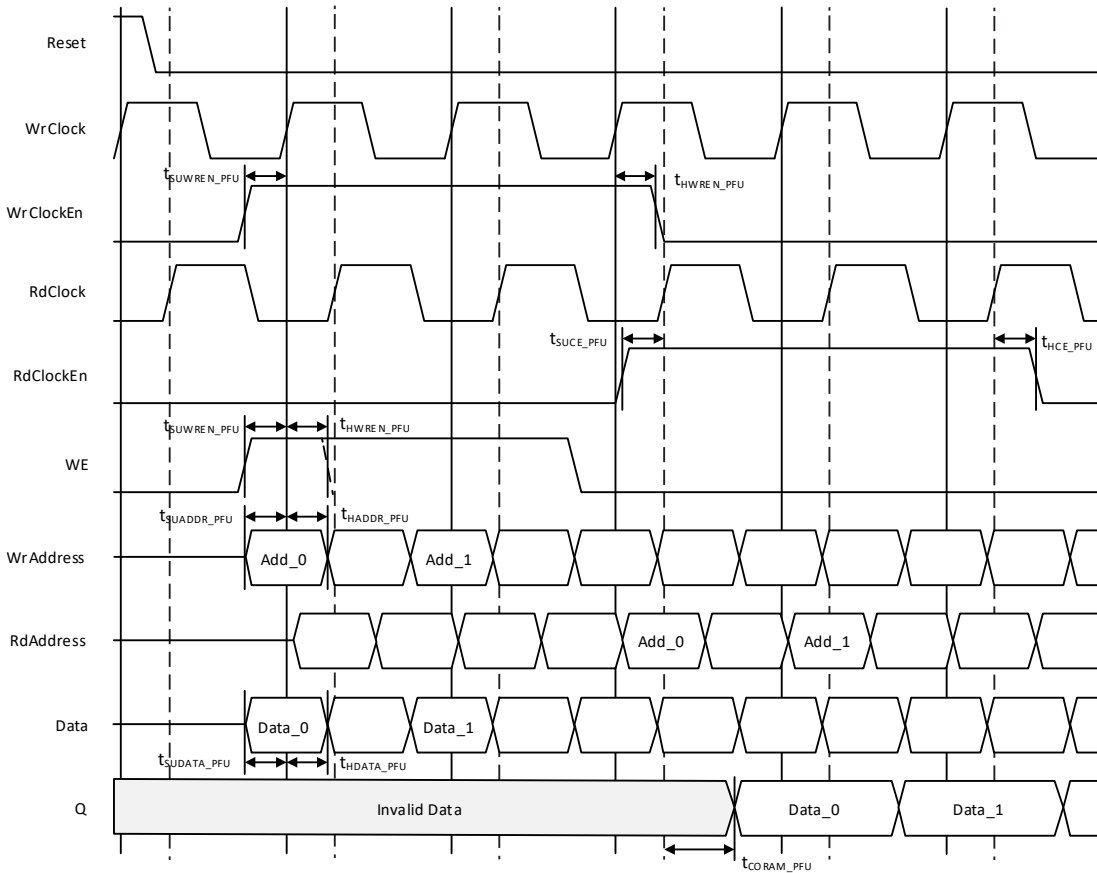 Reset
WrClock
tSUWREN_PFU
tHWREN_PFU
WrClockEn
RdClock
tSUCE_PFU
tHCE_PFU
RdClockEn
tSUWREN_PFU
tHWREN_PFU
WE
tSUADDR_PFU
tHADDR_PFU
WrAddress
Add_0
Add_1
RdAddress
Add_0
Add_1
Data
Data_0
Data_1
tSUDATA_PFU
tHDATA_PFU
Q
Invalid Data
Data_0
Data_1
tCORAM_PFU